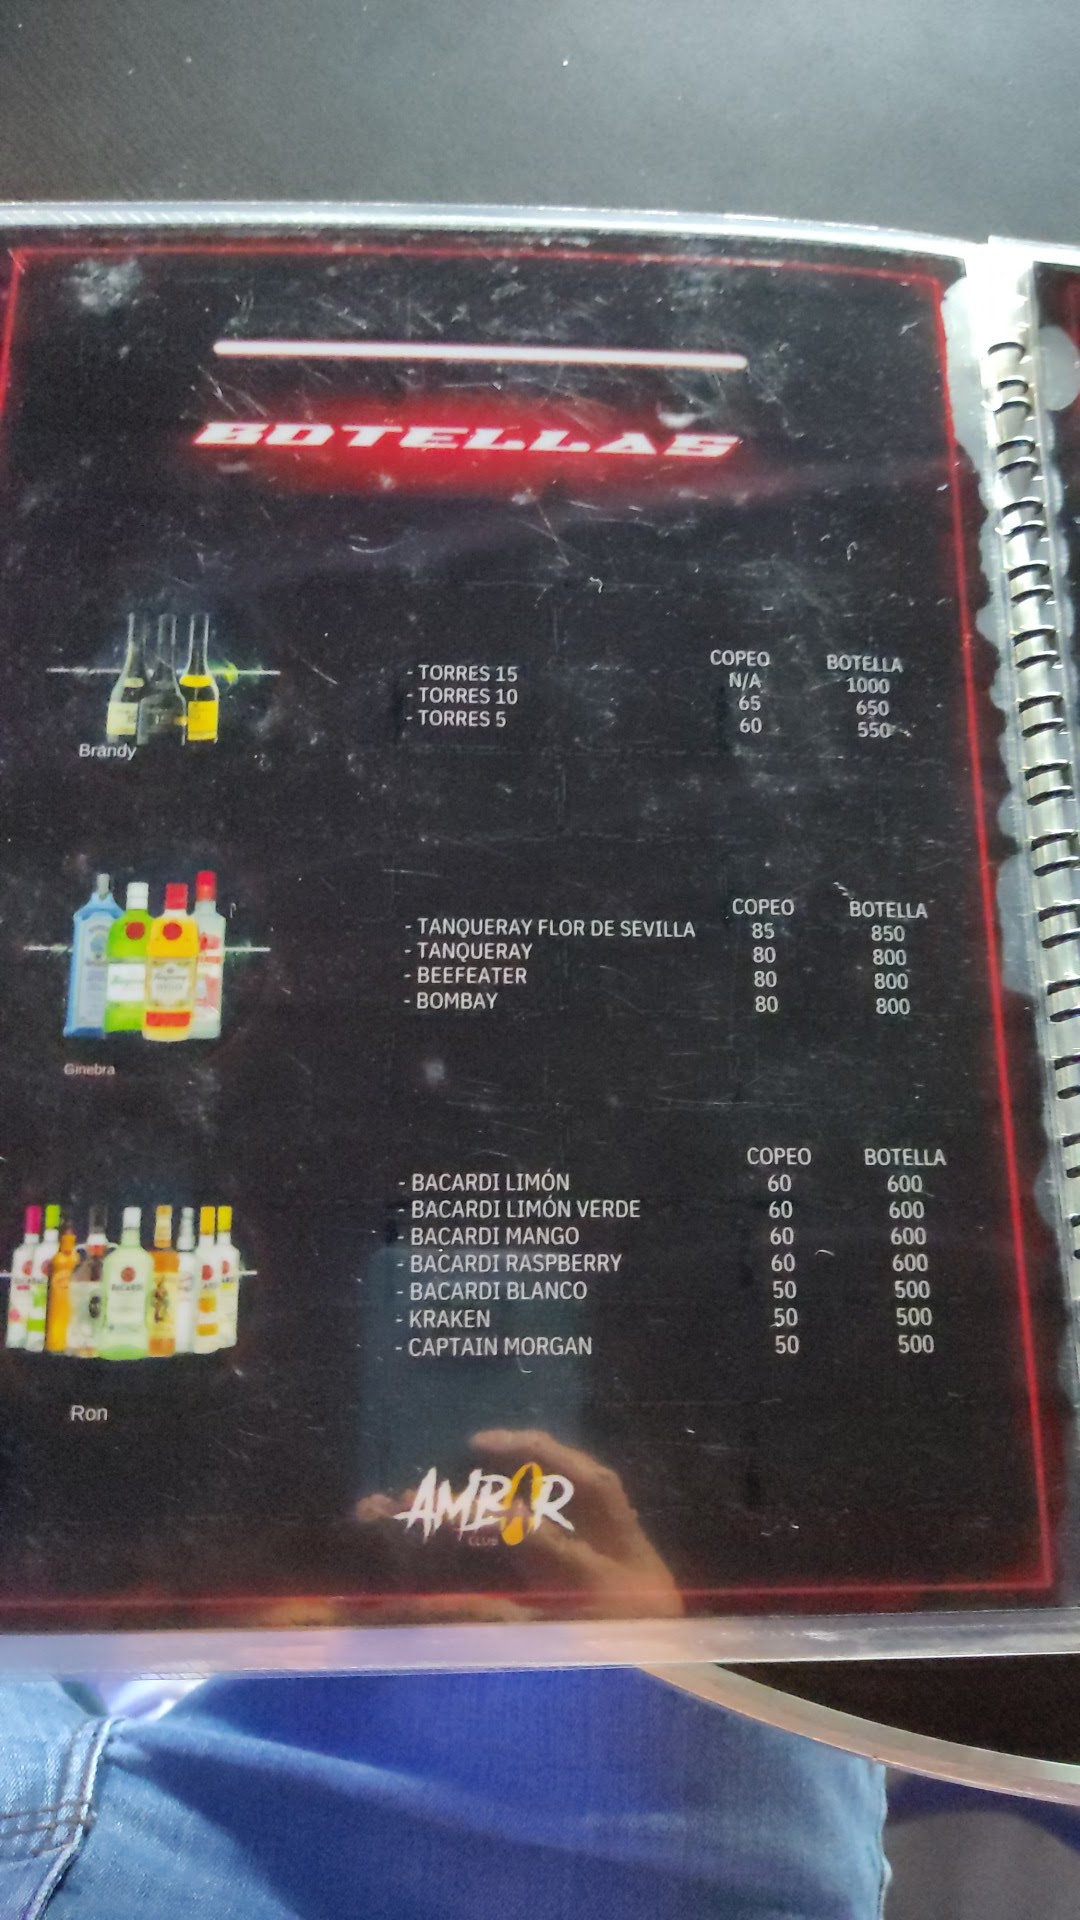 BOTELLAS
COPEO BOTELLA
- TORRES 15 N/A 1000
- TORRES 10 65 650
- TORRES 5 60 550
Brandy
COPEO BOTELLA
- TANQUERAY FLOR DE SEVILLA 85 850
- TANQUERAY 80 800
- BEEFEATER 80 800
- BOMBAY 80 800
Ginebra
COPEO BOTELLA
- BACARDI LIMÓN 60 600
- BACARDI LIMÓN VERDE 60 600
- BACARDI MANGO 60 600
- BACARDI RASPBERRY 60 600
- BACARDI BLANCO 50 500
- KRAKEN 50 500
- CAPTAIN MORGAN 50 500
Ron
AMBAR
CLUB